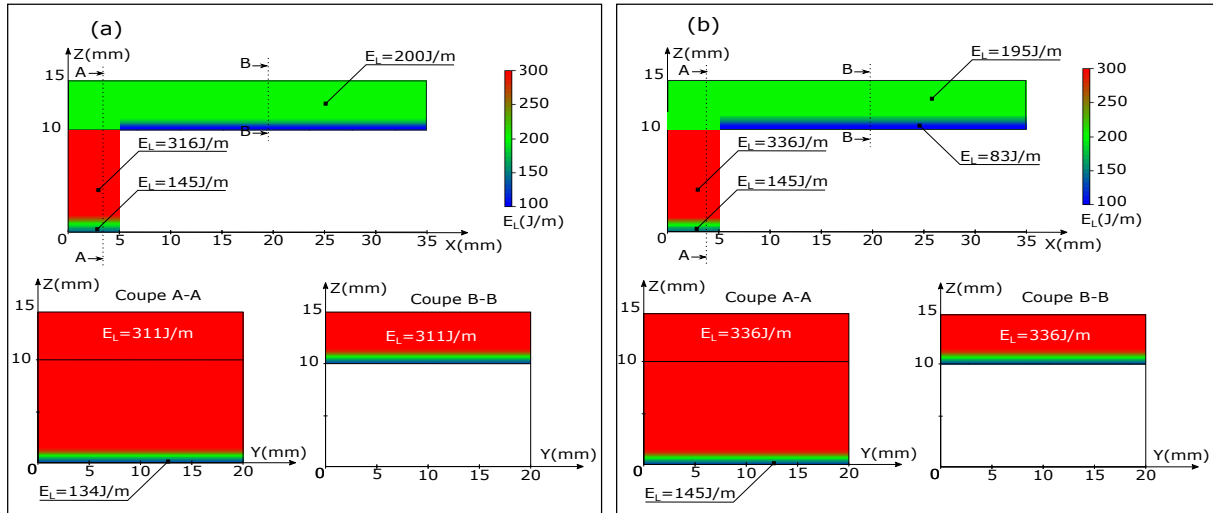 (a)
Z(mm)
15
A
B
E_L=200J/m
300
250
10
B
200
E_L=316J/m
150
E_L=145J/m
100
E_L(J/m)
0 5 10 15 20 25 30 35
X(mm)
A
Z(mm)
Coupe A-A
15
E_L=311J/m
10
Y(mm)
0 5 10 15 20
E_L=134J/m
Z(mm)
Coupe B-B
15
E_L=311J/m
10
Y(mm)
0 5 10 15 20
(b)
Z(mm)
15
A
B
E_L=195J/m
300
250
10
B
200
E_L=83J/m
E_L=336J/m
150
E_L=145J/m
100
E_L(J/m)
0 5 10 15 20 25 30 35
X(mm)
A
Z(mm)
Coupe A-A
15
E_L=336J/m
10
Y(mm)
0 5 10 15 20
E_L=145J/m
Z(mm)
Coupe B-B
15
E_L=336J/m
10
Y(mm)
0 5 10 15 20